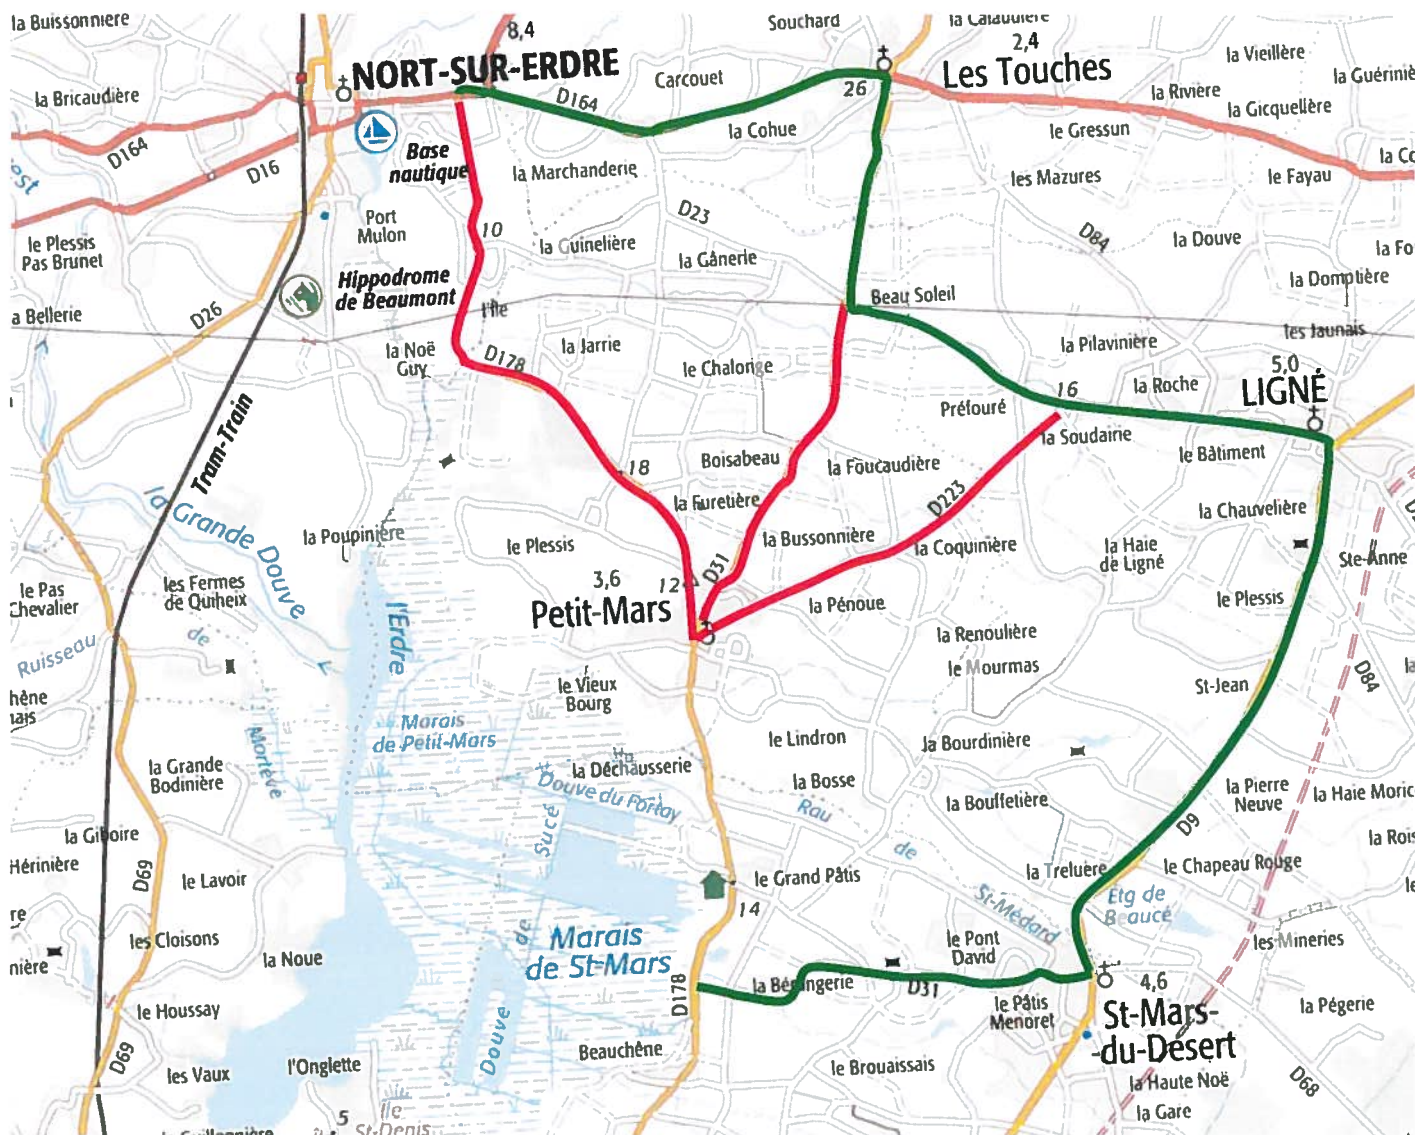 la Buissonnière
8,4
Souchard
2,4
la Vieillère
NORT-SUR-ERDRE
Carcouet
Les Touches
la Bricaudière
D164
26
la Rivière
la Gicquellère
la Cohue
le Gressun
D164
D16
Base
nautique
la Marchanderie
les Mazures
le Fayau
Port
Mulon
D23
10
D84
la Douve
le Plessis
Pas Brunet
la Guinelière
la Gânerie
Hippodrome
de Beaumont
Beau Soleil
la Domptière
a Bellerie
D26
l'Île
les Jaunais
la Noë
Guy
la Jarrie
D178
la Pilavinière
le Chalonge
5,0
16
la Roche
LIGNÉ
Préfouré
Tram-Train
la Soudairie
le Bâtiment
18
Boisabeau
la Foucaudière
la Furetière
D223
la Chauvelière
la Grande Douve
la Poupinière
le Plessis
la Bussonnière
la Coquinière
la Haie
de Ligné
Ste-Anne
le Pas
Chevalier
les Fermes
de Quiheix
3,6
12
D31
Petit-Mars
la Pénoue
le Plessis
l'Erdre
Ruisseau
de
la Renoulière
le Mourmas
D84
St-Jean
le Vieux
Bourg
Mortève
Marais
de Petit-Mars
le Lindron
la Bourdinière
la Grande
Bodinière
la Déchausserie
la Bosse
Douve du Portay
la Pierre
Neuve
la Haie Moric
Rau
la Bouffetière
la Giboire
Sucé
D9
Hérinière
D69
de
le Lavoir
le Grand Pâtis
la Treluère
le Chapeau Rouge
14
St-Médard
Etg de
Beaucé
les Cloisons
de
Marais
de St-Mars
le Pont
David
les Mineries
nière
la Noue
D178
la Bérangerie
D31
4,6
le Houssay
le Pâtis
Menoret
St-Mars-
-du-Désert
la Pégerie
Douve
Beauchêne
D69
les Vaux
l'Onglette
le Brouaissais
la Haute Noë
D68
la Gare
5
Île
St-Denis